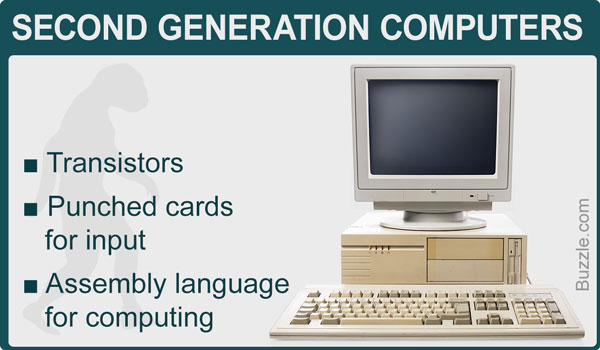 SECOND GENERATION COMPUTERS
■ Transistors
■ Punched cards
for input
■ Assembly language
for computing
Buzzle.com